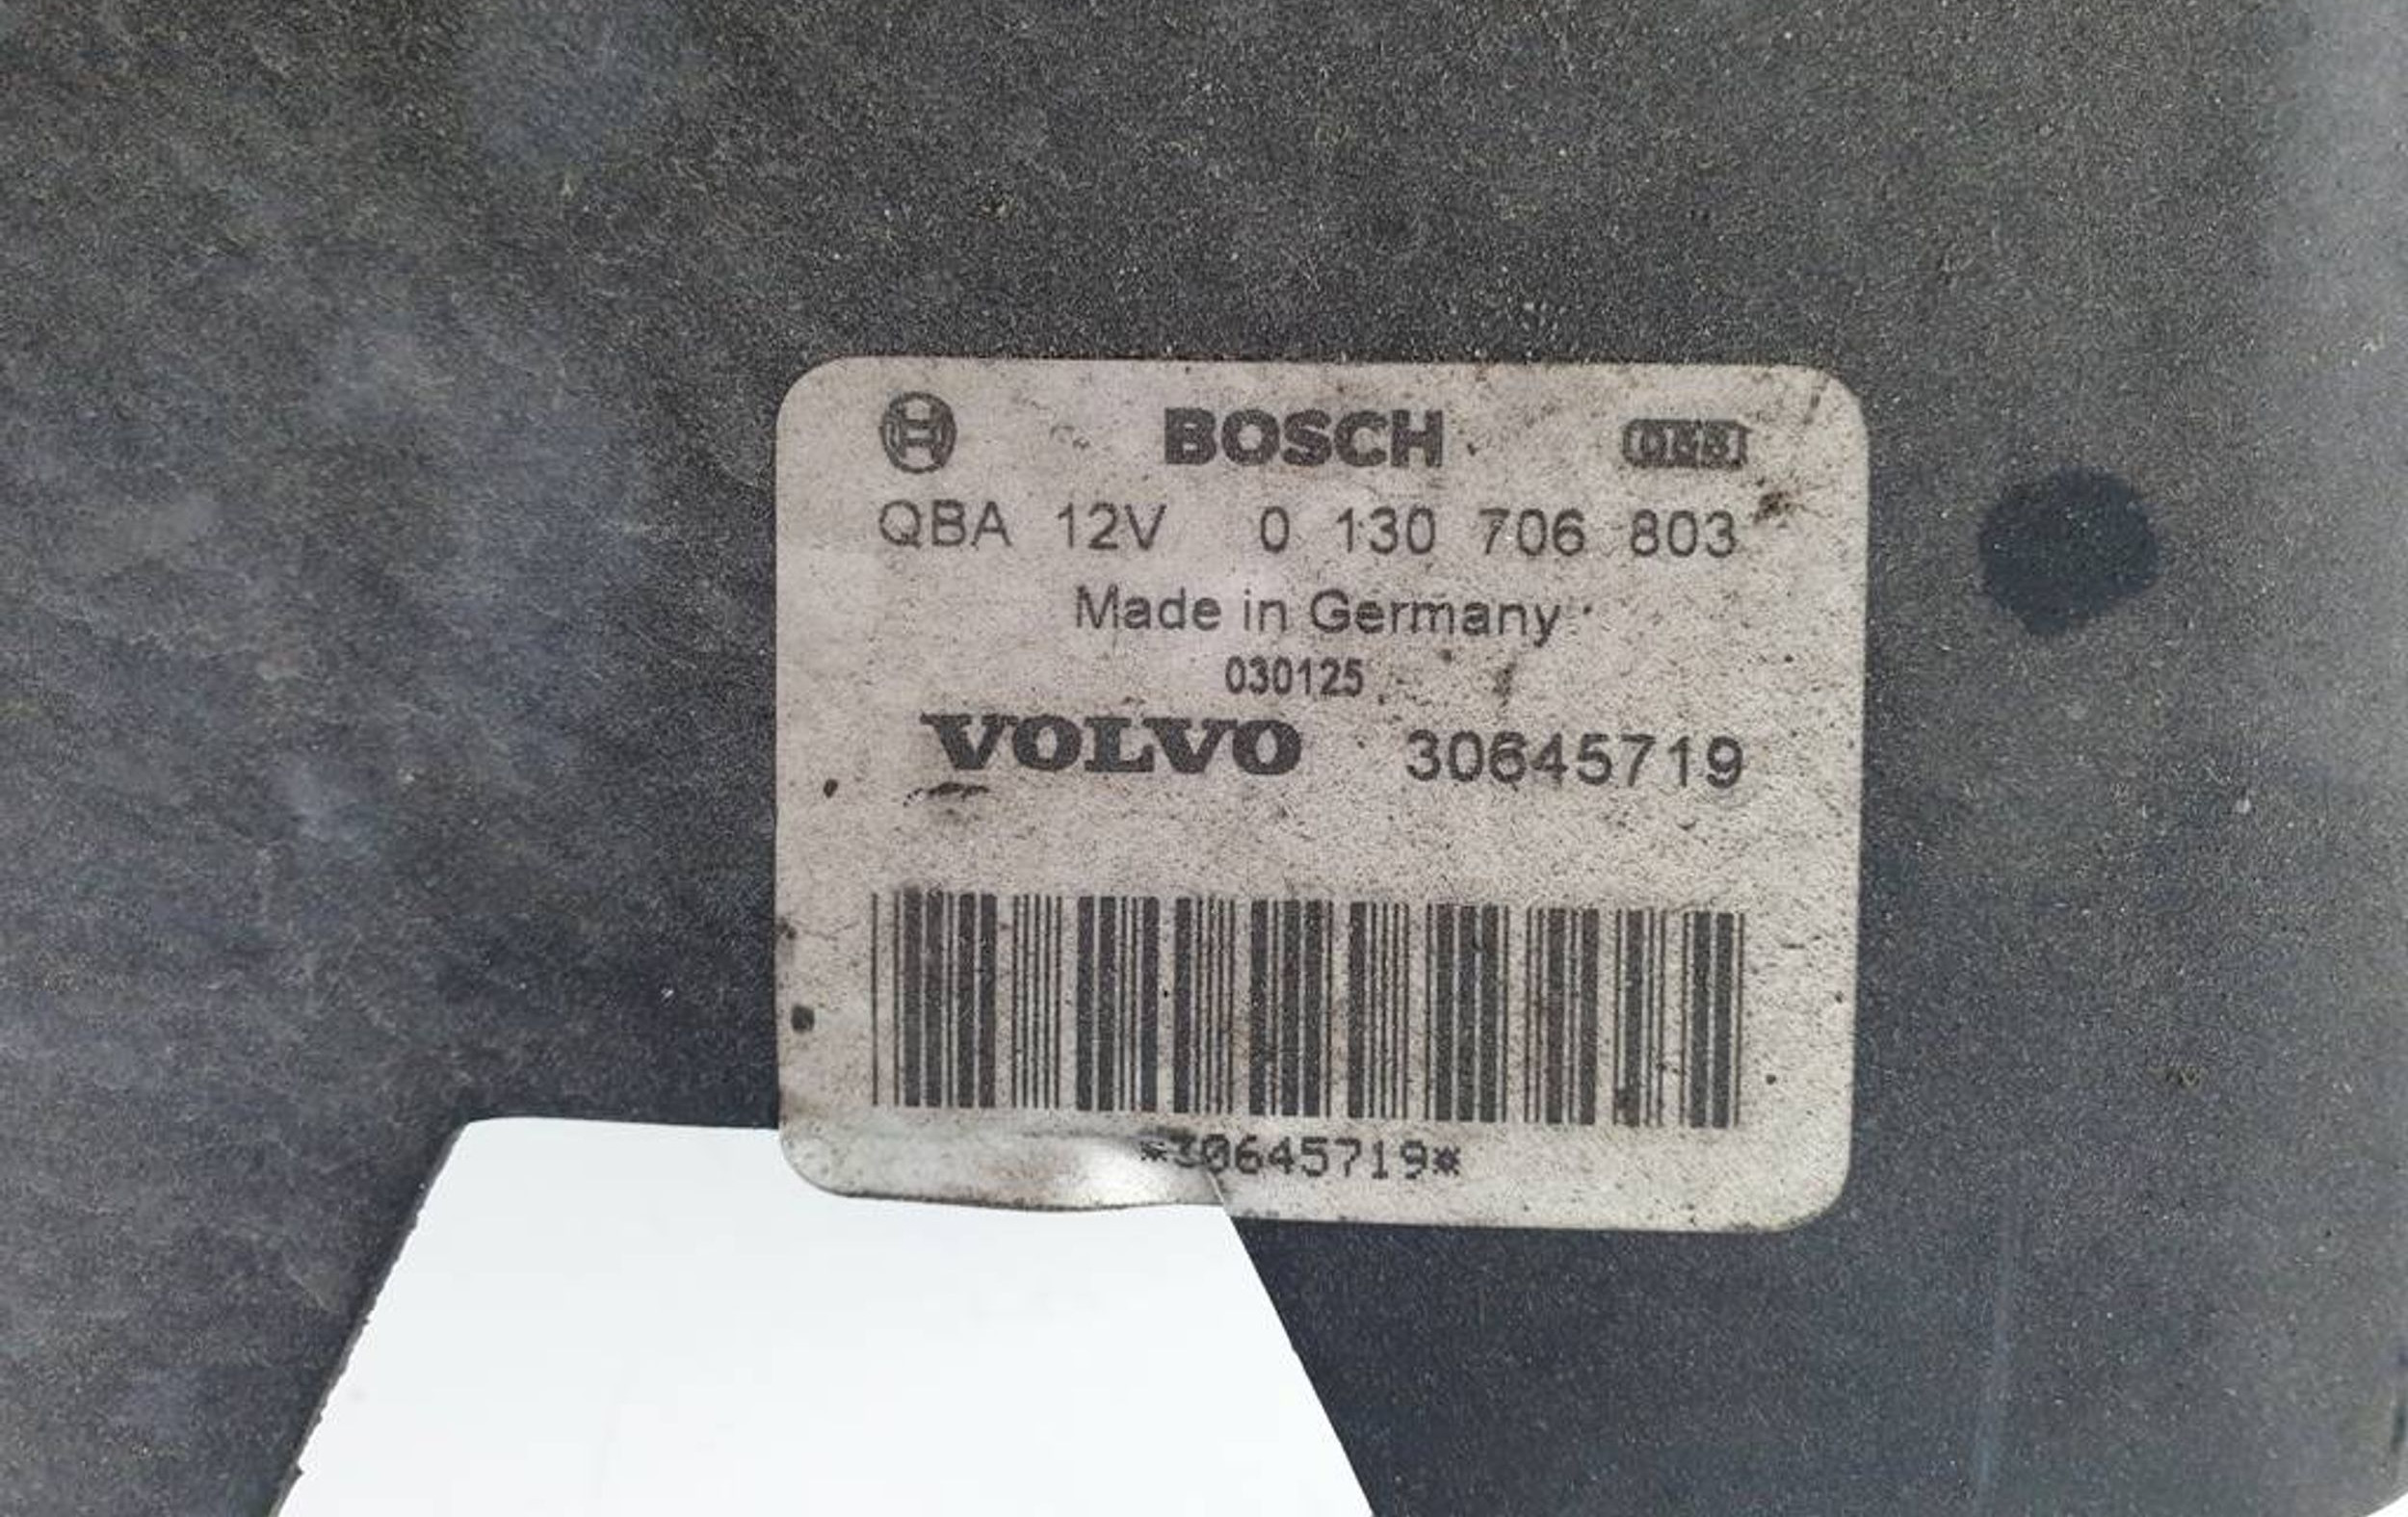 BOSCH
QBA 12V 0 130 706 803
Made in Germany
030125
VOLVO 30645719
*30645719*